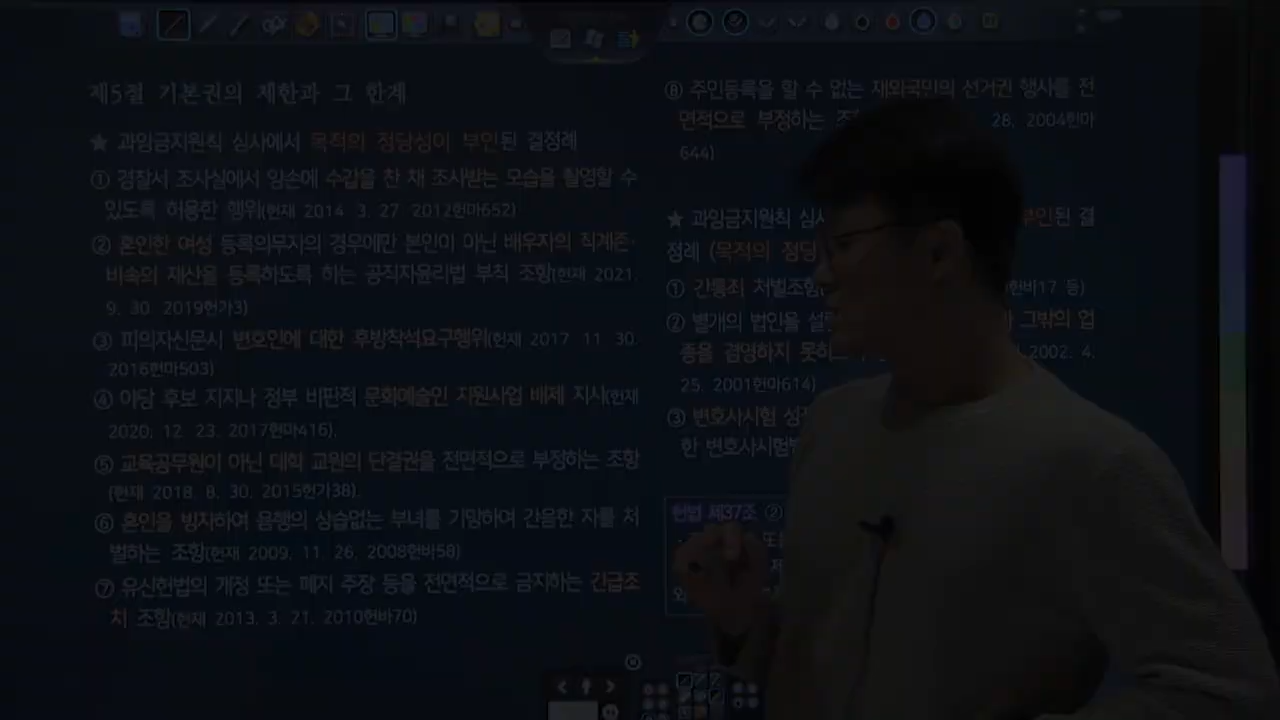 제5절 기본권의 제한과 그 한계
★ 과잉금지원칙 심사에서 목적의 정당성이 부인된 결정례
① 경찰서 조사실에서 양손에 수갑을 찬 채 조사받는 모습을 촬영할 수
있도록 허용한 행위(헌재 2014. 3. 27. 2012헌마652)
② 혼인한 여성 등록의무자의 경우에만 본인이 아닌 배우자의 직계존·
비속의 재산을 등록하도록 하는 공직자윤리법 부칙 조항(헌재 2021.
9. 30. 2019헌가3)
③ 피의자신문시 변호인에 대한 후방착석요구행위(헌재 2017. 11. 30.
2016헌마503)
④ 야당 후보 지지나 정부 비판적 문화예술인 지원사업 배제 지시(헌재
2020. 12. 23. 2017헌마416).
⑤ 교육공무원이 아닌 대학 교원의 단결권을 전면적으로 부정하는 조항
(헌재 2018. 8. 30. 2015헌가38).
⑥ 혼인을 빙자하여 음행의 상습없는 부녀를 기망하여 간음한 자를 처
벌하는 조항(헌재 2009. 11. 26. 2008헌바58)
⑦ 유신헌법의 개정 또는 폐지 주장 등을 전면적으로 금지하는 긴급조
치 조항(헌재 2013. 3. 21. 2010헌바70)
⑧ 주민등록을 할 수 없는 재외국민의 선거권 행사를 전
면적으로 부정하는 28. 2004헌마
644)
★ 과잉금지원칙 심사 부인된 결
정례 (목적의 정당
① 간통죄 처벌조항 헌바17 등)
② 별개의 법인을 설 그밖의 업
종을 겸영하지 못하 2002. 4.
25. 2001헌마614)
③ 변호사시험 성
한 변호사시험법
헌법 제37조 ②